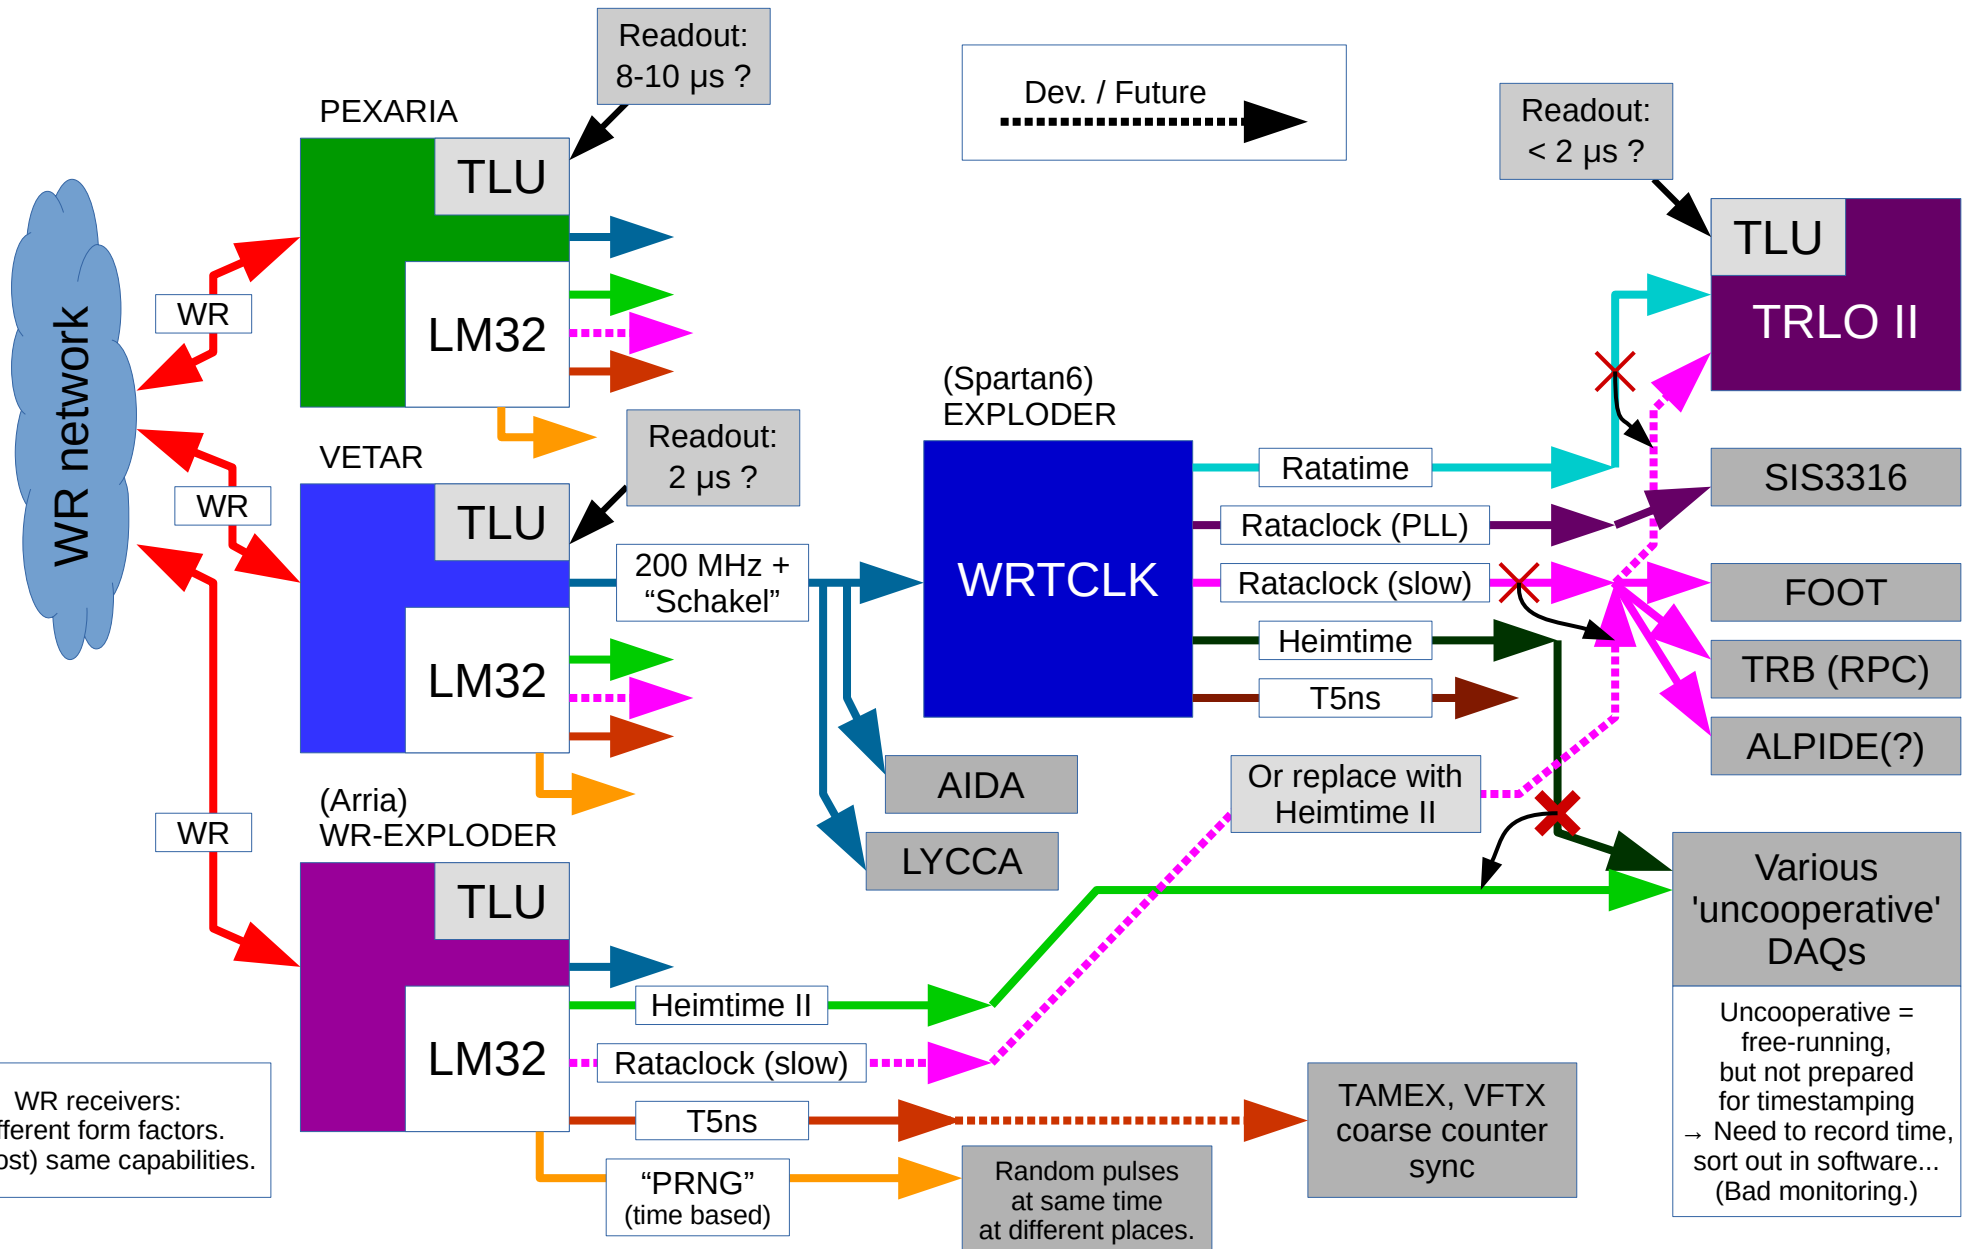 Readout:
8-10 μs ?
Dev. / Future
Readout:
< 2 μs ?
PEXARIA
TLU
LM32
WR
WR network
WR
WR
TLU
TRLO II
(Spartan6)
EXPLODER
WRTCLK
Ratatime
Rataclock (PLL)
Rataclock (slow)
Heimtime
T5ns
SIS3316
FOOT
TRB (RPC)
ALPIDE(?)
VETAR
Readout:
2 μs ?
TLU
LM32
200 MHz +
“Schakel”
AIDA
LYCCA
Or replace with
Heimtime II
Various
'uncooperative'
DAQs
Uncooperative =
free-running,
but not prepared
for timestamping
→ Need to record time,
sort out in software...
(Bad monitoring.)
(Arria)
WR-EXPLODER
TLU
LM32
Heimtime II
Rataclock (slow)
T5ns
“PRNG”
(time based)
Random pulses
at same time
at different places.
TAMEX, VFTX
coarse counter
sync
WR receivers:
form factors.
same capabilities.